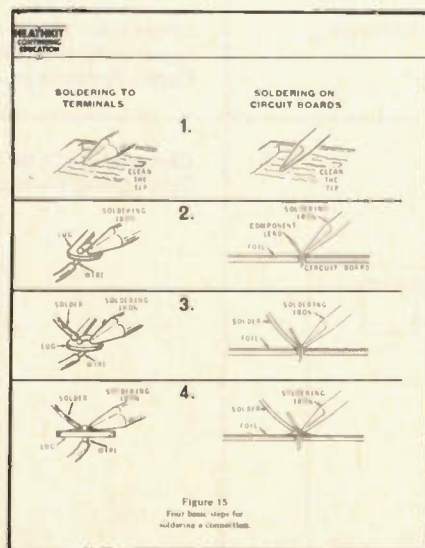 HEATHKIT
CONTINUING
EDUCATION
SOLDERING TO
TERMINALS
SOLDERING ON
CIRCUIT BOARDS
1.
CLEAN
THE
TIP
CLEAN
THE
TIP
2.
SOLDERING
IRON
LUG
WIRE
SOLDERING
IRON
COMPONENT
LEAD
FOIL
CIRCUIT BOARD
3.
SOLDER
SOLDERING
IRON
LUG
WIRE
SOLDERING
IRON
SOLDER
FOIL
4.
SOLDER
SOLDERING
IRON
LUG
WIRE
SOLDERING
IRON
SOLDER
FOIL
Figure 15
Four basic steps for
soldering a connection.